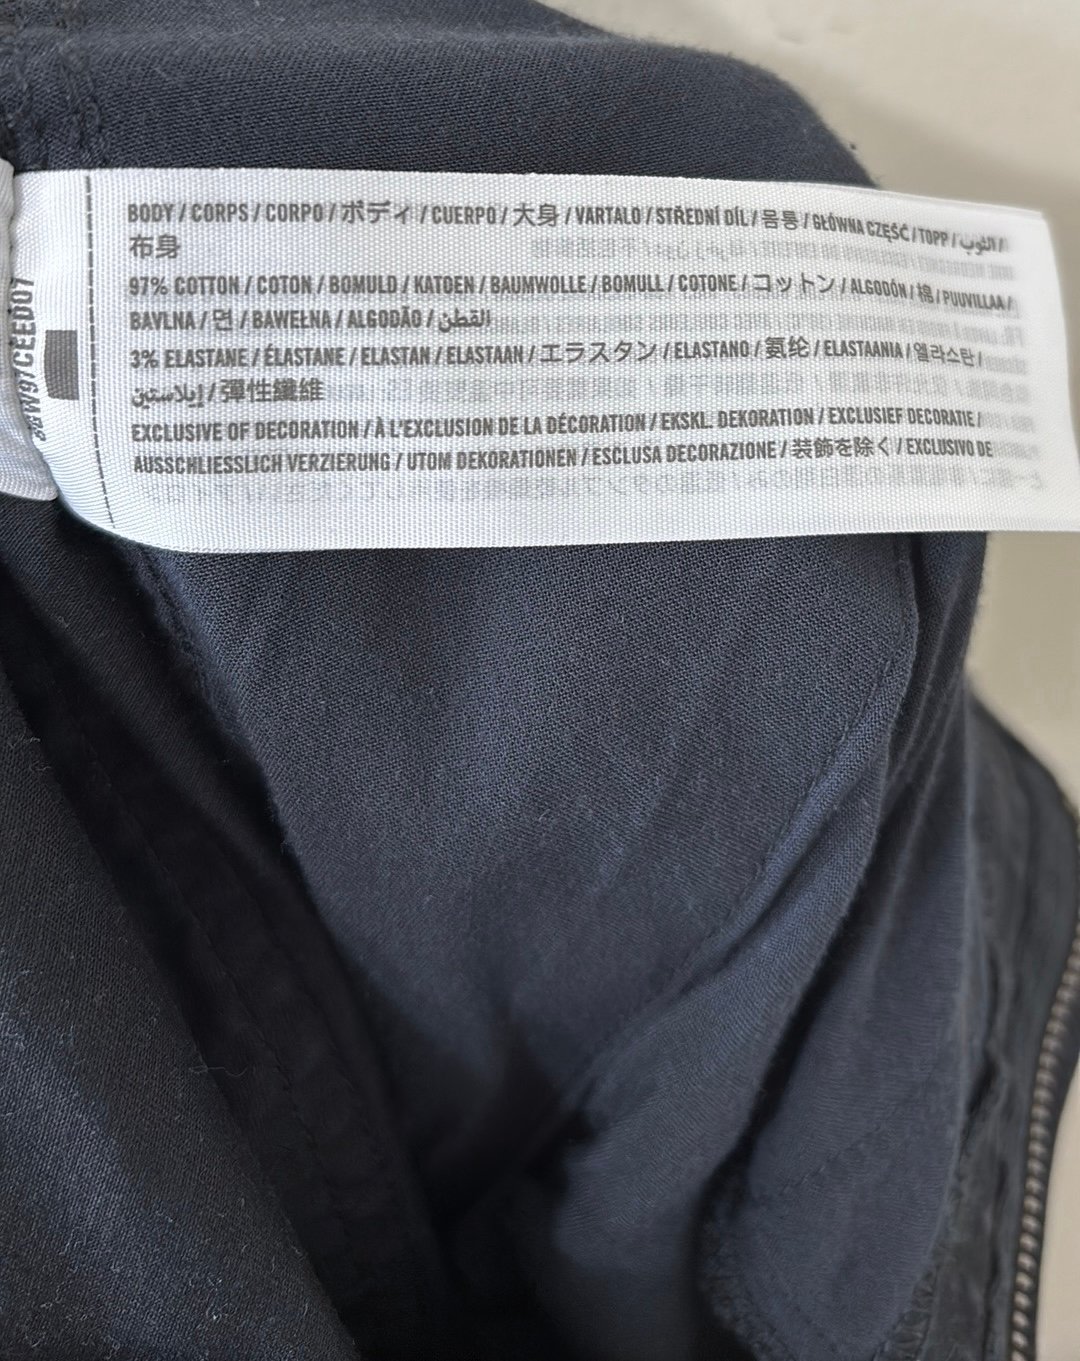 BODY / CORPS / CORPO / ボディ / CUERPO / 大身 / VARTALO / STŘEDNÍ DÍL / 몸통 / GŁÓWNA CZĘŚĆ / TOPP / الثوب /
布身
97% COTTON / COTON / BOMULD / KATOEN / BAUMWOLLE / BOMULL / COTONE / コットン / ALGODÓN / 棉 / PUUVILLAA /
BAVLNA / 면 / BAWEŁNA / ALGODÃO / القطن
3% ELASTANE / ÉLASTANE / ELASTAN / ELASTAAN / エラスタン / ELASTANO / 氨纶 / ELASTAANIA / 엘라스탄 /
إيلاستين / 彈性纖維
EXCLUSIVE OF DECORATION / À L'EXCLUSION DE LA DÉCORATION / EKSKL. DEKORATION / EXCLUSIEF DECORATIE /
AUSSCHLIESSLICH VERZIERUNG / UTOM DEKORATIONEN / ESCLUSA DECORAZIONE / 装飾を除く / EXCLUSIVO DE